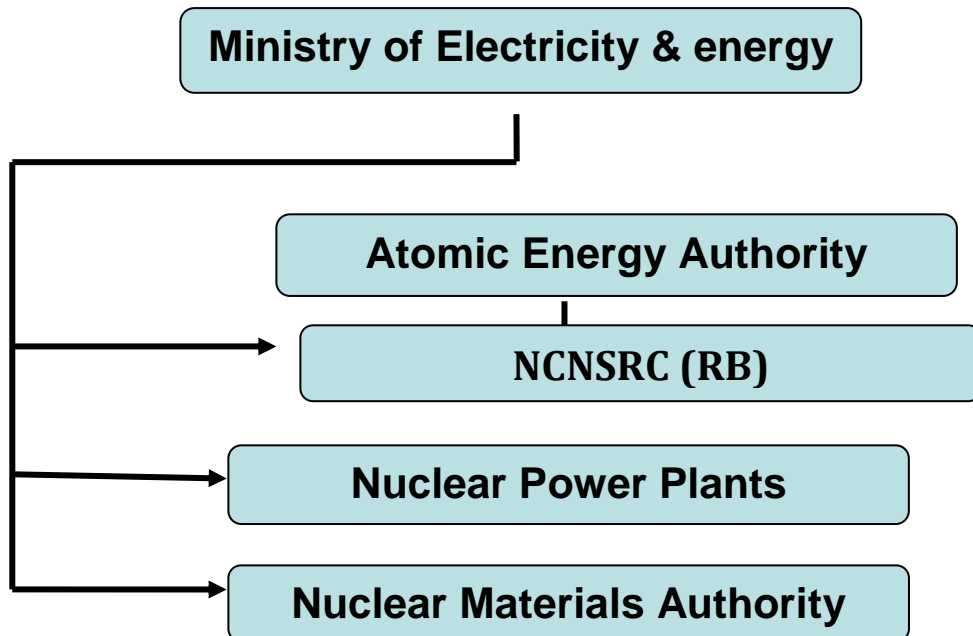 Ministry of Electricity & energy
Atomic Energy Authority
NCNSRC (RB)
Nuclear Power Plants
Nuclear Materials Authority